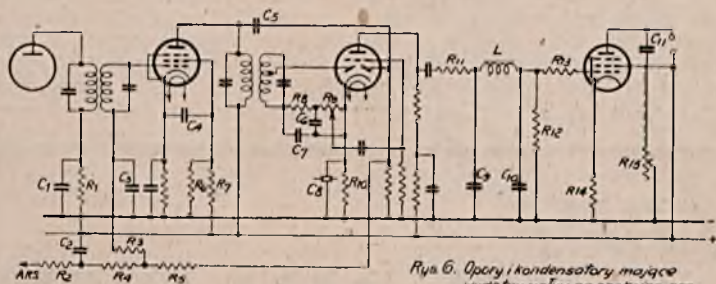 C5
C11
R11
L
R13
C4
R8
R9
C6
C7
R12
C1
R1
C3
R6
R7
C8
R10
C9
C10
R14
R15
-
+
C2
R3
ARS
R2
R4
R5
Rys 6. Opory i kondensatory mające